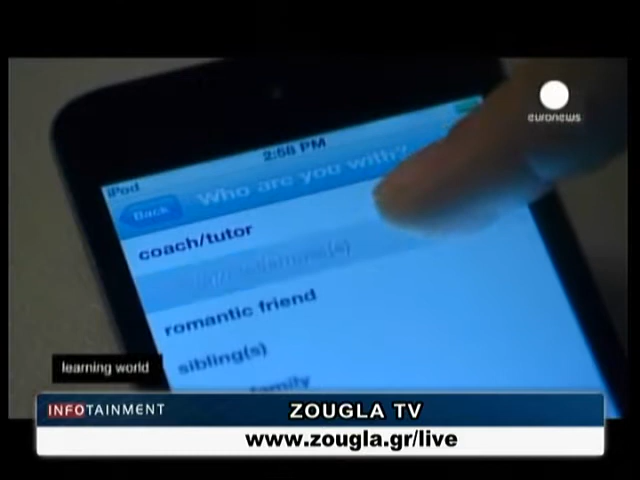 euronews
2:58 PM
iPod
Back
Who are you with?
coach/tutor
romantic friend
sibling(s)
family
learning world
INFOTAINMENT
ZOUGLA TV
www.zougla.gr/live